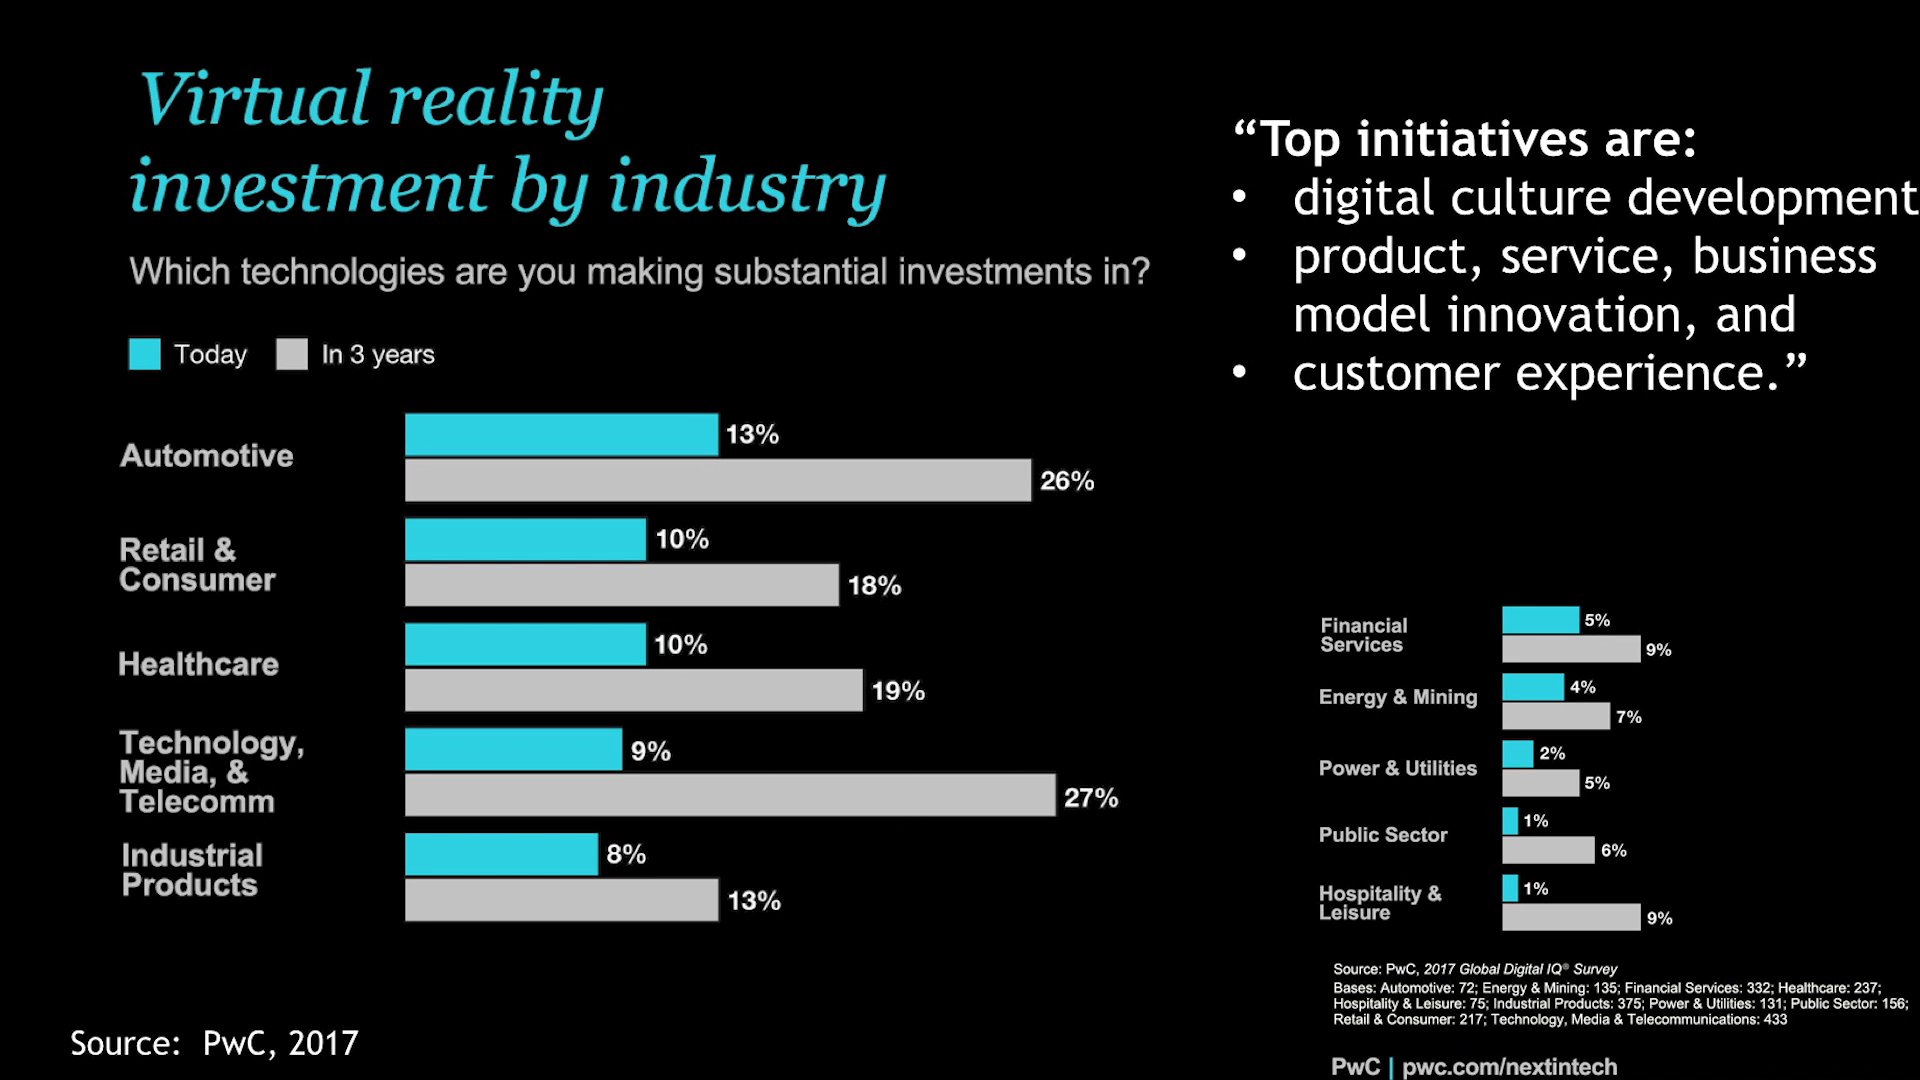 Virtual reality
investment by industry
Which technologies are you making substantial investments in?
Today In 3 years
Automotive
13%
26%
Retail &
Consumer
10%
18%
Healthcare
10%
19%
Technology,
Media, &
Telecomm
9%
27%
Industrial
Products
8%
13%
Source: PwC, 2017
“Top initiatives are:
• digital culture development
• product, service, business
model innovation, and
• customer experience.”
Financial
Services
5%
9%
Energy & Mining
4%
7%
Power & Utilities
2%
5%
Public Sector
1%
6%
Hospitality &
Leisure
1%
9%
Source: PwC, 2017 Global Digital IQ® Survey
Bases: Automotive: 72; Energy & Mining: 135; Financial Services: 332; Healthcare: 237;
Hospitality & Leisure: 75; Industrial Products: 375; Power & Utilities: 131; Public Sector: 156;
Retail & Consumer: 217; Technology, Media & Telecommunications: 433
PwC | pwc.com/nextintech